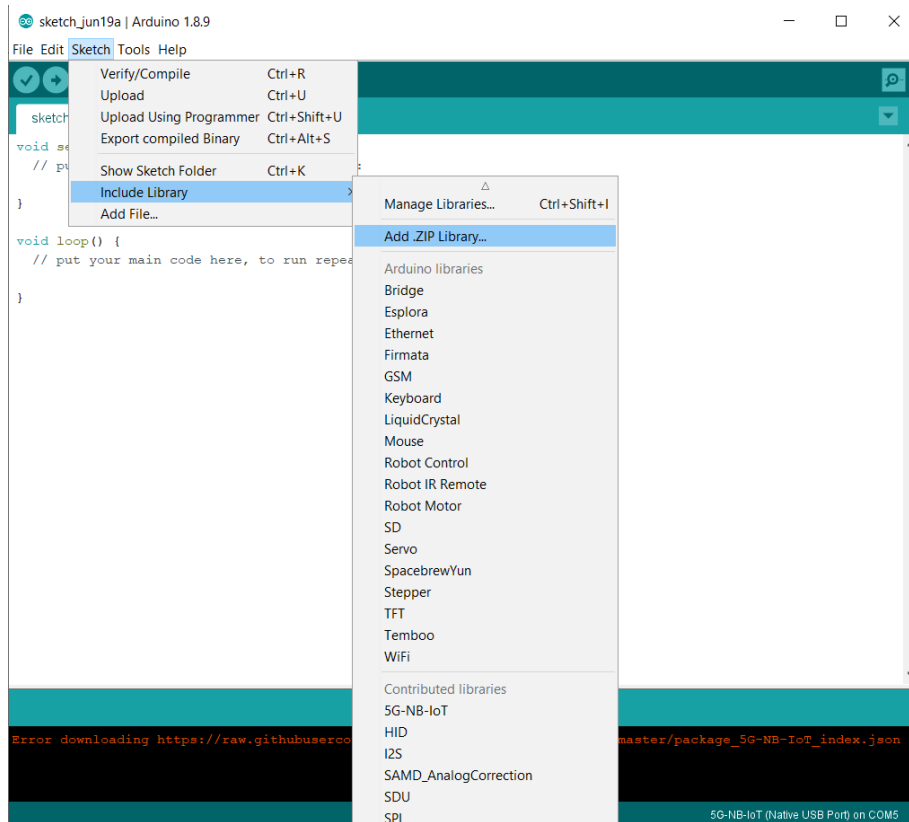 sketch_jun19a | Arduino 1.8.9
File Edit Sketch Tools Help
Verify/Compile Ctrl+R
Upload Ctrl+U
Upload Using Programmer Ctrl+Shift+U
Export compiled Binary Ctrl+Alt+S
Show Sketch Folder Ctrl+K
Include Library
Add File...
sketch
void se
// pu :
}
void loop() {
// put your main code here, to run repea
}
Manage Libraries... Ctrl+Shift+I
Add .ZIP Library...
Arduino libraries
Bridge
Esplora
Ethernet
Firmata
GSM
Keyboard
LiquidCrystal
Mouse
Robot Control
Robot IR Remote
Robot Motor
SD
Servo
SpacebrewYun
Stepper
TFT
Temboo
WiFi
Contributed libraries
5G-NB-IoT
HID
I2S
SAMD_AnalogCorrection
SDU
SPI
Error downloading https://raw.githubuserco master/package_5G-NB-IoT_index.json
5G-NB-IoT (Native USB Port) on COM5